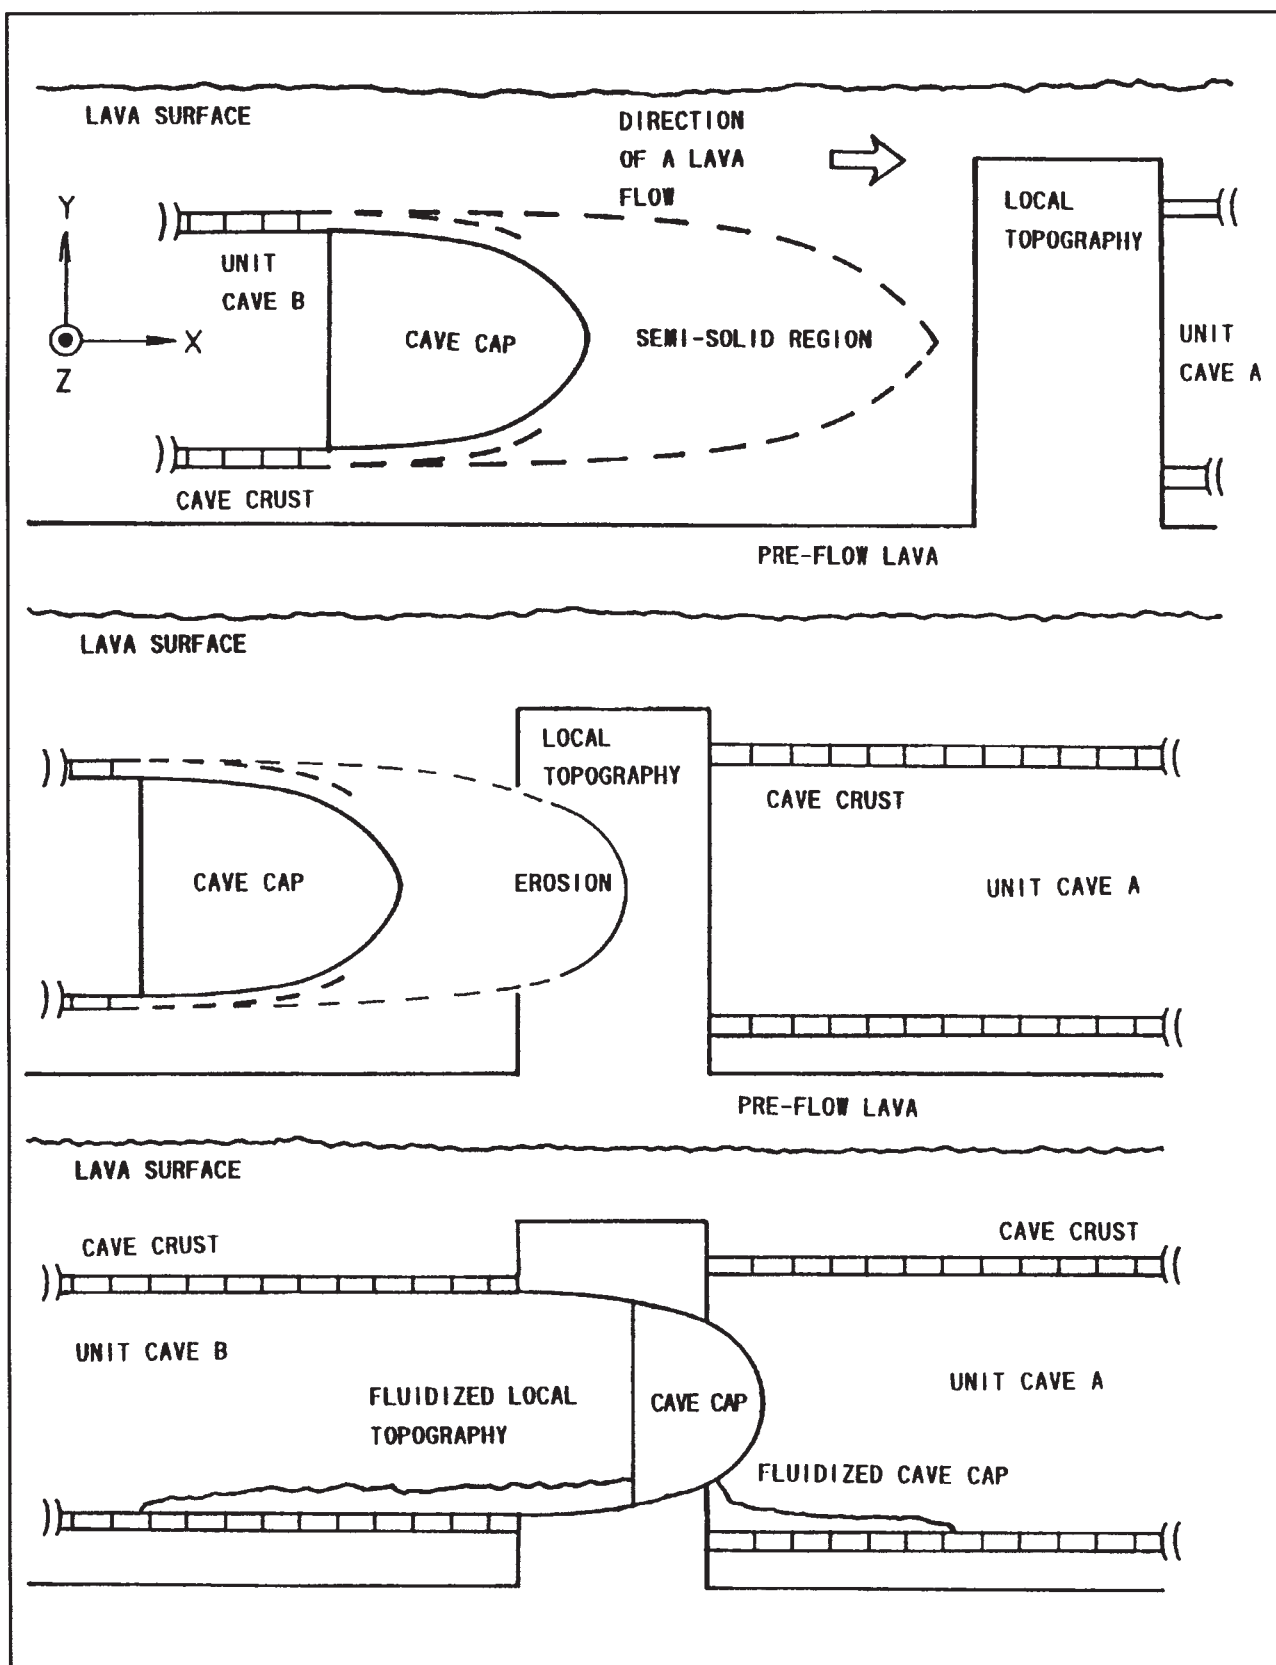 LAVA SURFACE
DIRECTION
OF A LAVA
FLOW
LOCAL
TOPOGRAPHY
Y
X
Z
UNIT
CAVE B
CAVE CAP
SEMI-SOLID REGION
UNIT
CAVE A
CAVE CRUST
PRE-FLOW LAVA
LAVA SURFACE
LOCAL
TOPOGRAPHY
CAVE CRUST
CAVE CAP
EROSION
UNIT CAVE A
PRE-FLOW LAVA
LAVA SURFACE
CAVE CRUST
CAVE CRUST
UNIT CAVE B
FLUIDIZED LOCAL
TOPOGRAPHY
CAVE CAP
UNIT CAVE A
FLUIDIZED CAVE CAP